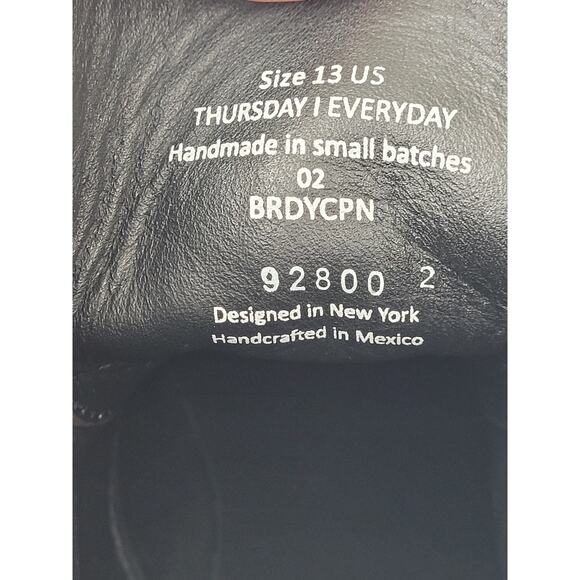 Size 13 US
THURSDAY | EVERYDAY
Handmade in small batches
02
BRDYCPN
92800 2
Designed in New York
Handcrafted in Mexico